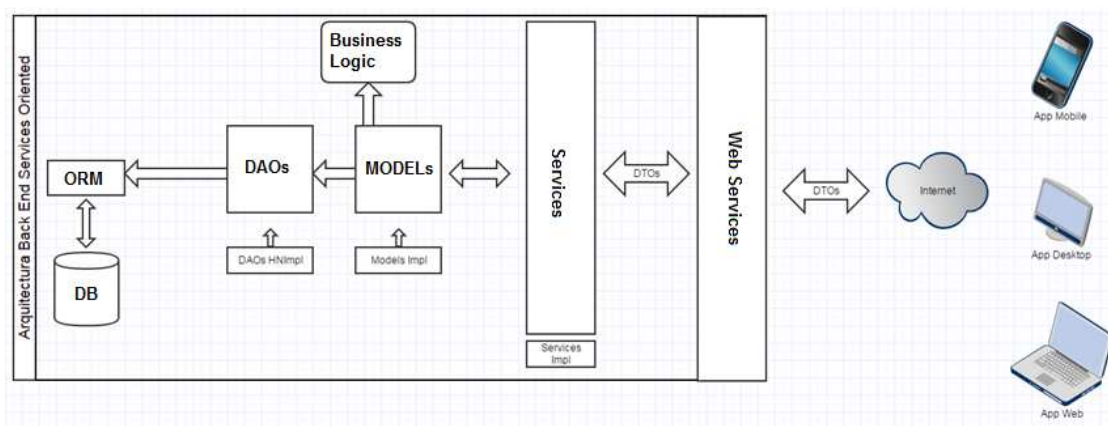 Arquitectura Back End Services Oriented
Business
Logic
ORM
DAOs
MODELs
DB
DAOs HNImpl
Models Impl
Services
Services
Impl
DTOs
Web Services
DTOs
Internet
App Mobile
App Desktop
App Web